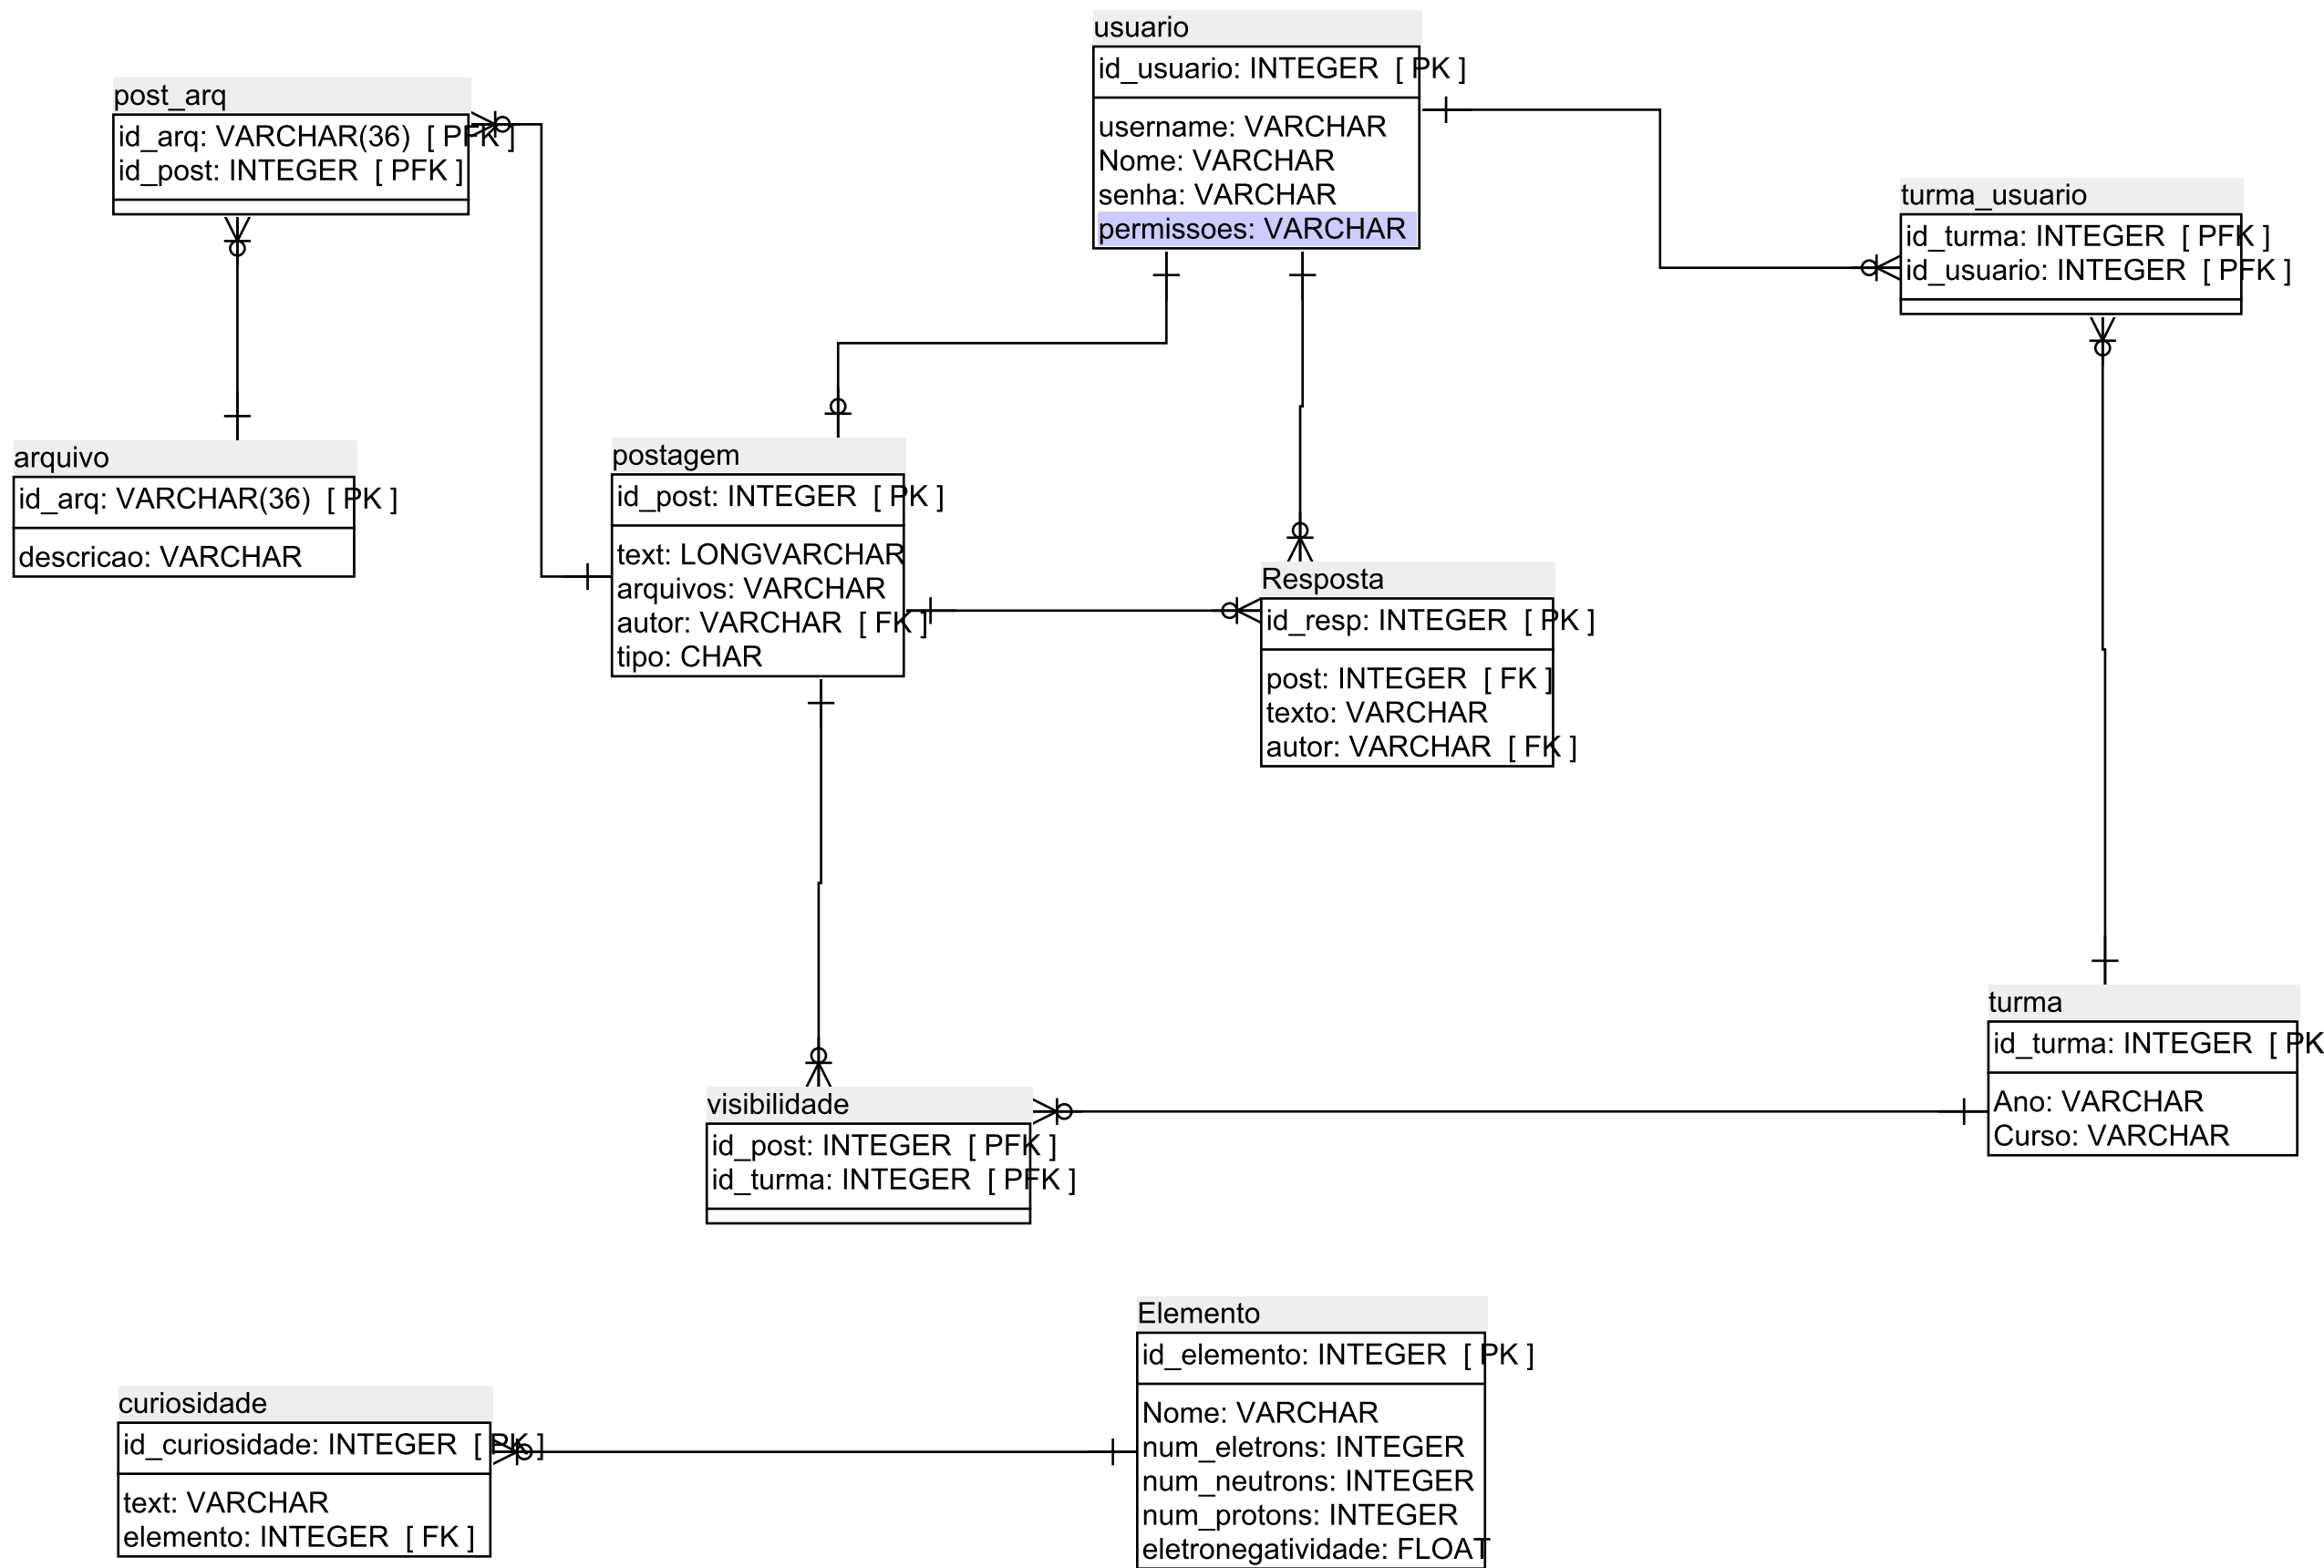 usuario
id_usuario: INTEGER [ PK ]
username: VARCHAR
Nome: VARCHAR
senha: VARCHAR
permissoes: VARCHAR
post_arq
id_arq: VARCHAR(36) [ PFK ]
id_post: INTEGER [ PFK ]
turma_usuario
id_turma: INTEGER [ PFK ]
id_usuario: INTEGER [ PFK ]
arquivo
id_arq: VARCHAR(36) [ PK ]
descricao: VARCHAR
postagem
id_post: INTEGER [ PK ]
text: LONGVARCHAR
arquivos: VARCHAR
autor: VARCHAR [ FK ]
tipo: CHAR
Resposta
id_resp: INTEGER [ PK ]
post: INTEGER [ FK ]
texto: VARCHAR
autor: VARCHAR [ FK ]
turma
id_turma: INTEGER [ PK
Ano: VARCHAR
Curso: VARCHAR
visibilidade
id_post: INTEGER [ PFK ]
id_turma: INTEGER [ PFK ]
Elemento
id_elemento: INTEGER [ PK ]
Nome: VARCHAR
num_eletrons: INTEGER
num_neutrons: INTEGER
num_protons: INTEGER
eletronegatividade: FLOAT
curiosidade
id_curiosidade: INTEGER [ PK ]
text: VARCHAR
elemento: INTEGER [ FK ]